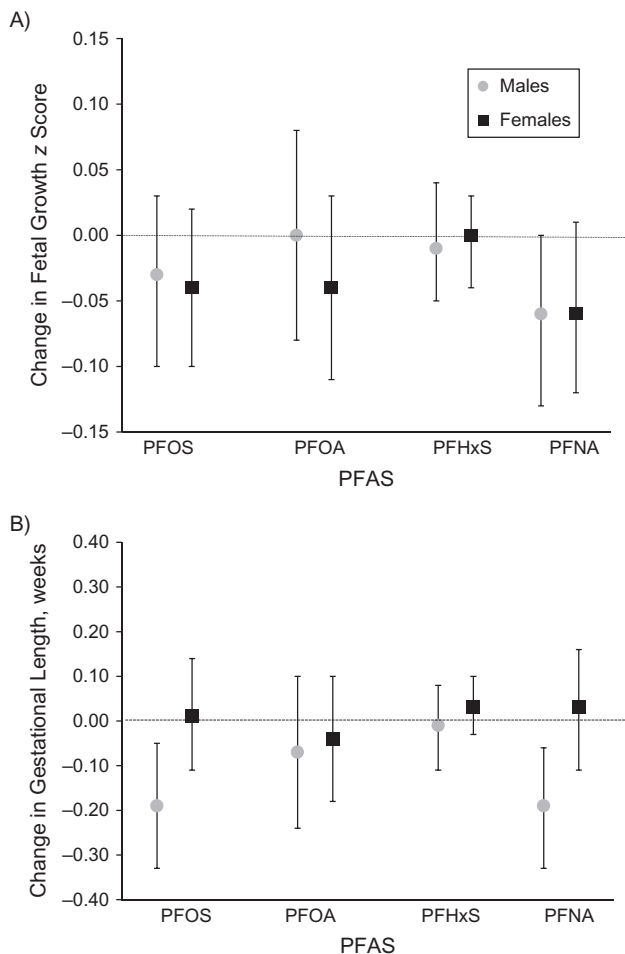 A)
Change in Fetal Growth z Score
0.15
0.10
0.05
0.00
–0.05
–0.10
–0.15
Males
Females
PFOS
PFOA
PFHxS
PFNA
PFAS
B)
Change in Gestational Length, weeks
0.40
0.30
0.20
0.10
0.00
–0.10
–0.20
–0.30
–0.40
PFOS
PFOA
PFHxS
PFNA
PFAS